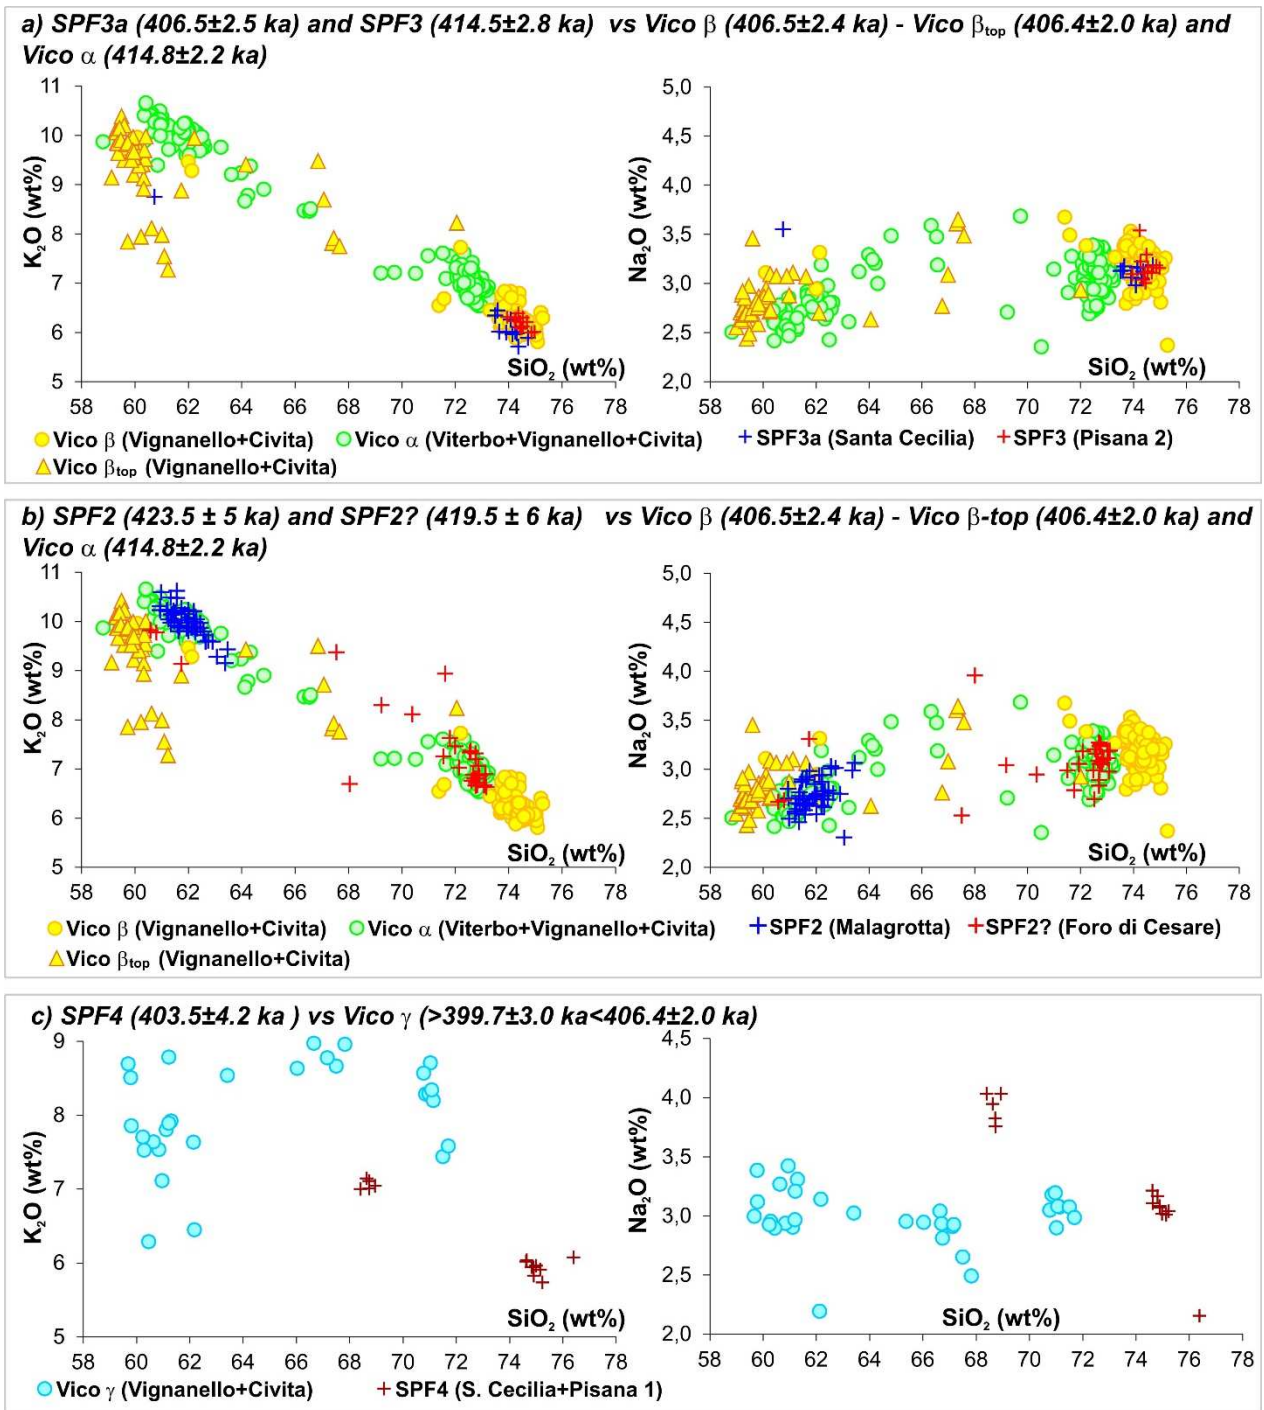 a) SPF3a (406.5±2.5 ka) and SPF3 (414.5±2.8 ka) vs Vico β (406.5±2.4 ka) - Vico βtop (406.4±2.0 ka) and
Vico α (414.8±2.2 ka)
11
10
9
8
7
6
5
K2O (wt%)
SiO2 (wt%)
58 60 62 64 66 68 70 72 74 76 78
5,0
4,5
4,0
3,5
3,0
2,5
2,0
Na2O (wt%)
SiO2 (wt%)
58 60 62 64 66 68 70 72 74 76 78
Vico β (Vignanello+Civita) Vico α (Viterbo+Vignanello+Civita) SPF3a (Santa Cecilia) SPF3 (Pisana 2)
Vico βtop (Vignanello+Civita)
b) SPF2 (423.5 ± 5 ka) and SPF2? (419.5 ± 6 ka) vs Vico β (406.5±2.4 ka) - Vico β-top (406.4±2.0 ka) and
Vico α (414.8±2.2 ka)
11
10
9
8
7
6
5
K2O (wt%)
SiO2 (wt%)
58 60 62 64 66 68 70 72 74 76 78
5,0
4,5
4,0
3,5
3,0
2,5
2,0
Na2O (wt%)
SiO2 (wt%)
58 60 62 64 66 68 70 72 74 76 78
Vico β (Vignanello+Civita) Vico α (Viterbo+Vignanello+Civita) SPF2 (Malagrotta) SPF2? (Foro di Cesare)
Vico βtop (Vignanello+Civita)
c) SPF4 (403.5±4.2 ka ) vs Vico γ (>399.7±3.0 ka<406.4±2.0 ka)
9
8
7
6
5
K2O (wt%)
SiO2 (wt%)
58 60 62 64 66 68 70 72 74 76 78
4,5
4,0
3,5
3,0
2,5
2,0
Na2O (wt%)
SiO2 (wt%)
58 60 62 64 66 68 70 72 74 76 78
Vico γ (Vignanello+Civita) SPF4 (S. Cecilia+Pisana 1)